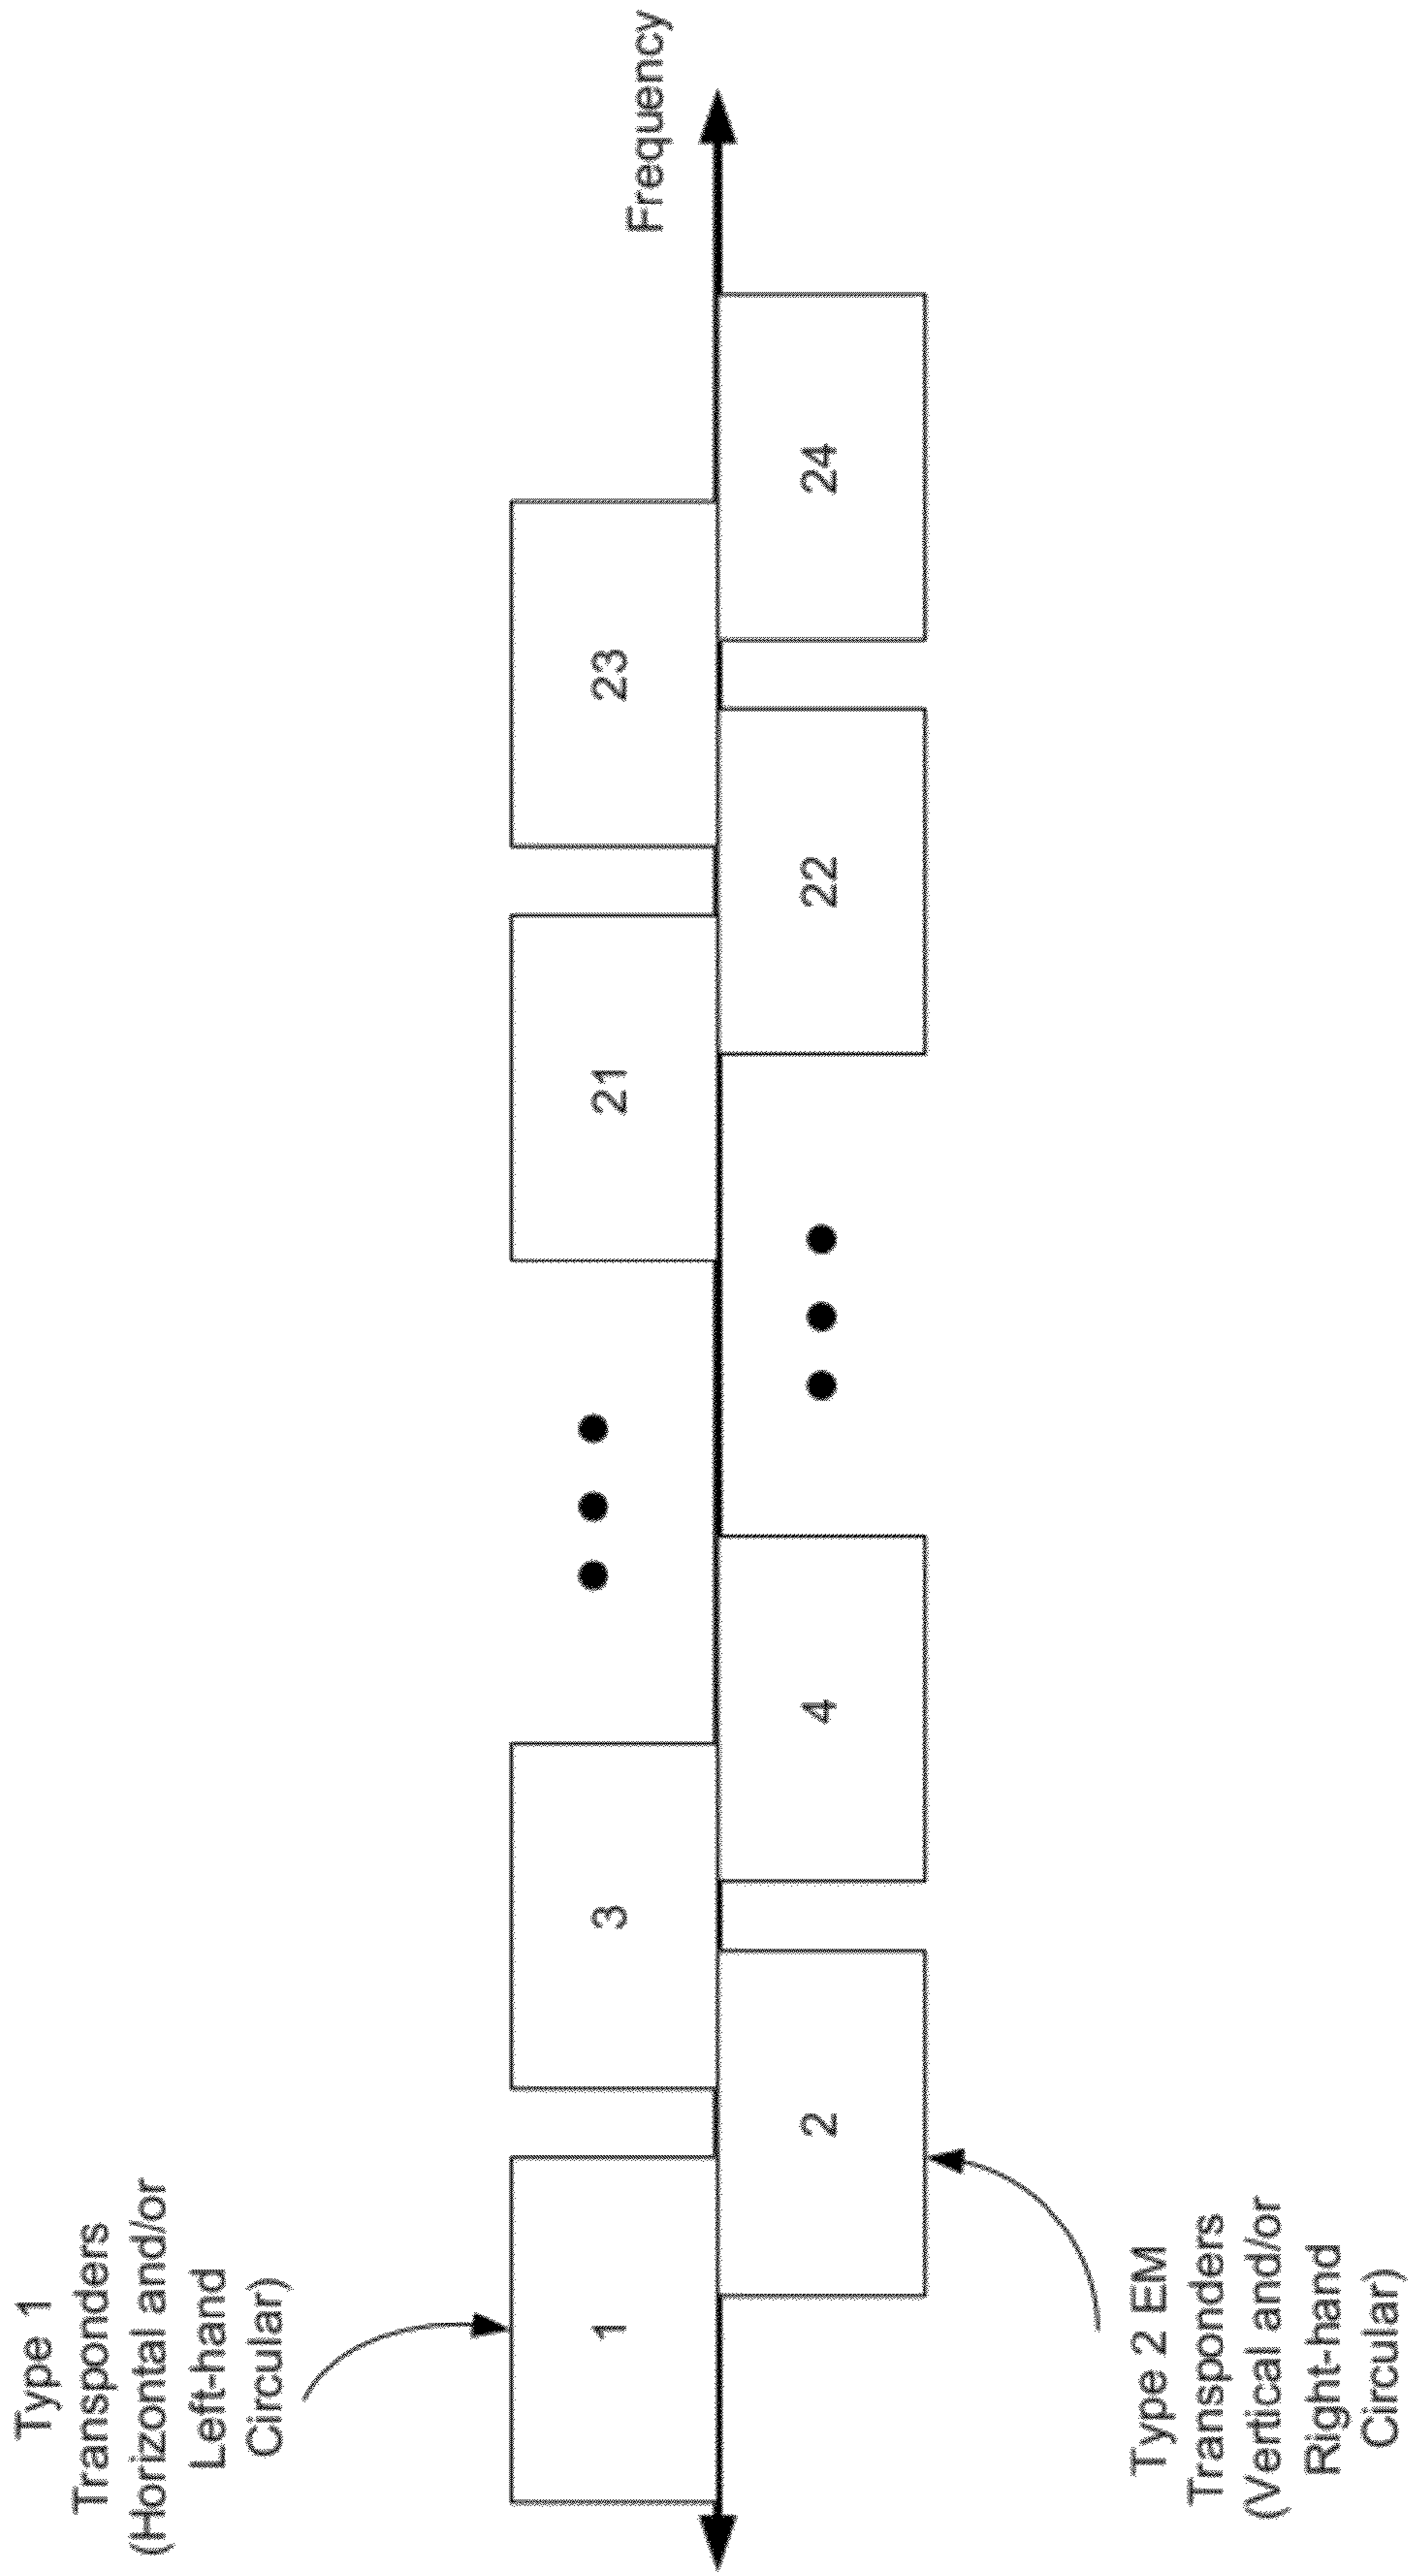 Type 1
Transponders
(Horizontal and/or
Left-hand
Circular)
Frequency
1
3
21
23
2
4
22
24
Type 2 EM
Transponders
(Vertical and/or
Right-hand
Circular)